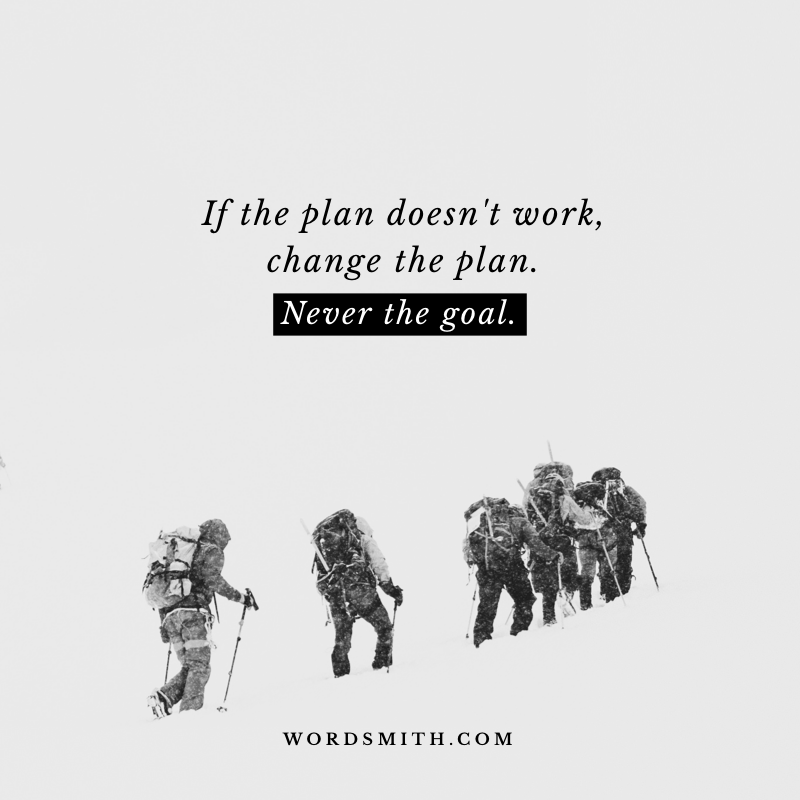 If the plan doesn't work,
change the plan.
Never the goal.
WORDSMITH.COM